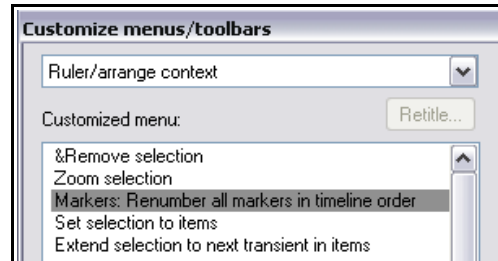 Customize menus/toolbars
Ruler/arrange context
Customized menu:
Retitle...
&Remove selection
Zoom selection
Markers: Renumber all markers in timeline order
Set selection to items
Extend selection to next transient in items